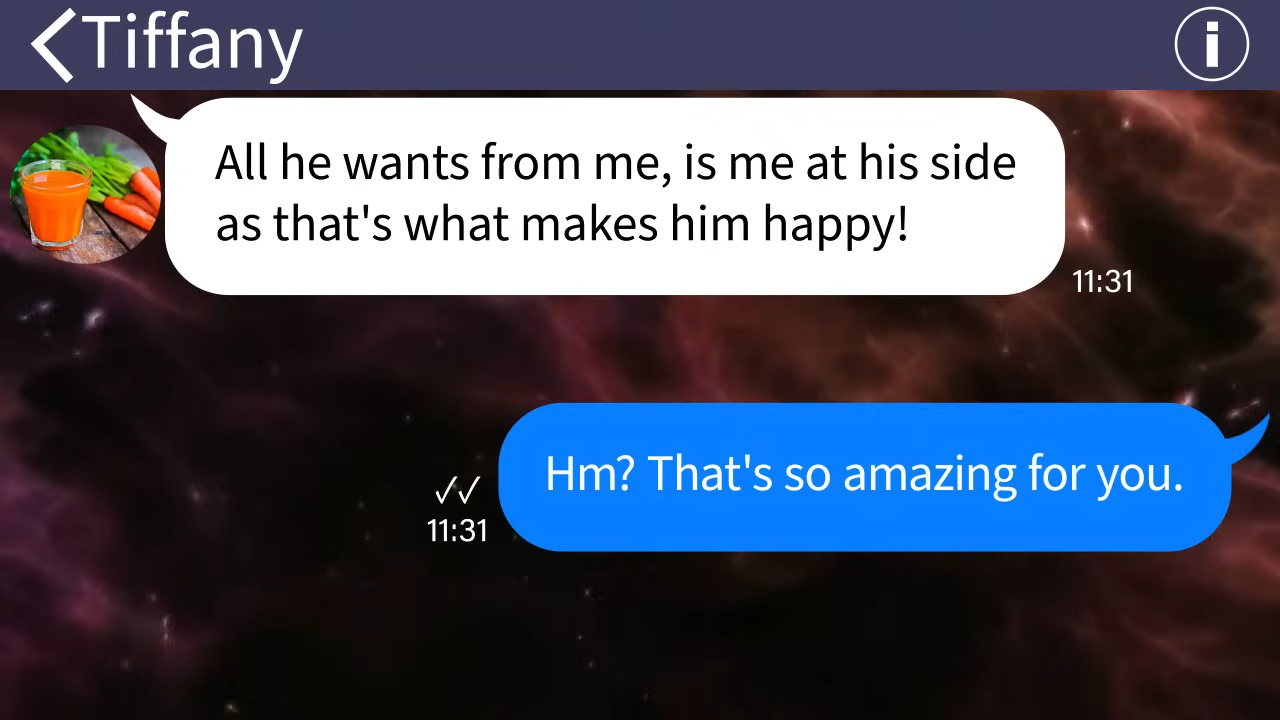 Tiffany
All he wants from me, is me at his side
as that's what makes him happy!
11:31
Hm? That's so amazing for you.
✓✓
11:31